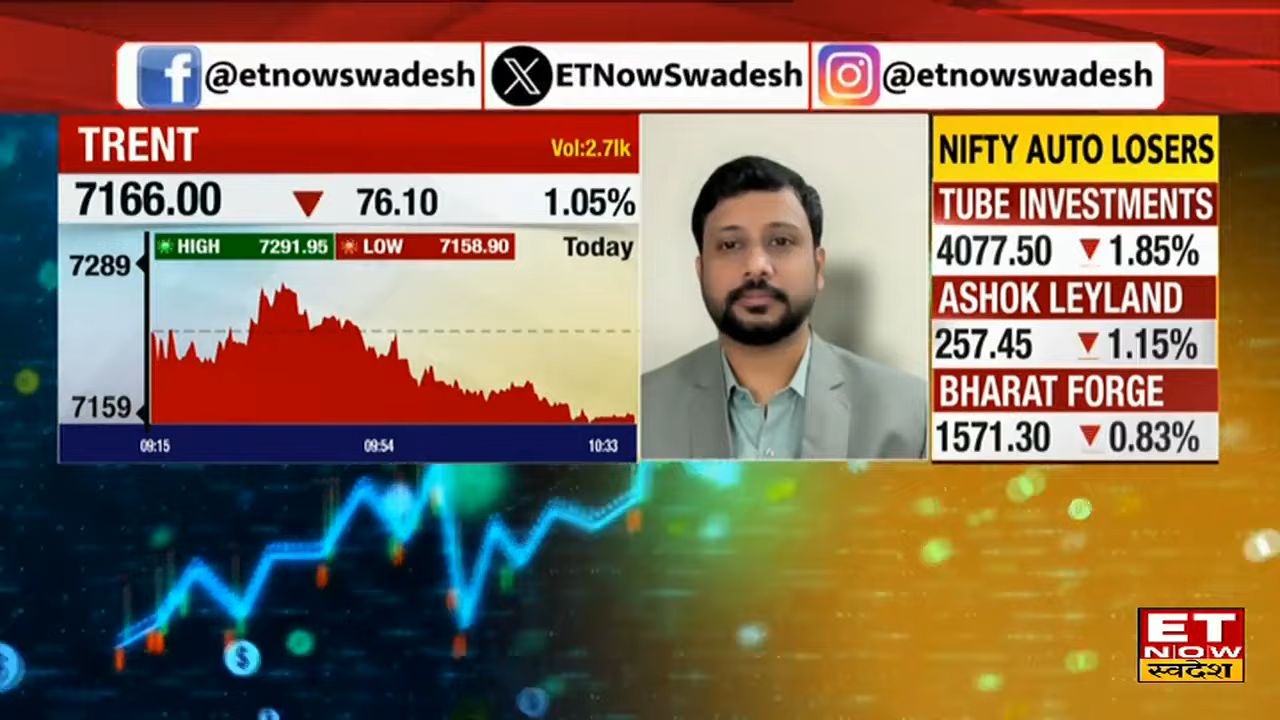 @etnowswadesh
ETNowSwadesh
@etnowswadesh
TRENT
Vol:2.7lk
7166.00 ▼ 76.10 1.05%
HIGH 7291.95 LOW 7158.90 Today
7289
7159
09:15 09:54 10:33
NIFTY AUTO LOSERS
TUBE INVESTMENTS
4077.50 ▼ 1.85%
ASHOK LEYLAND
257.45 ▼ 1.15%
BHARAT FORGE
1571.30 ▼ 0.83%
ET
NOW
स्वदेश